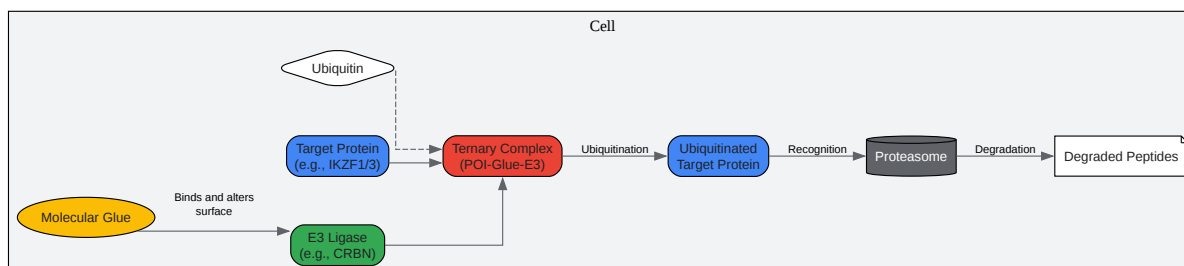 Cell
Ubiquitin
Target Protein
(e.g., IKZF1/3)
Ternary Complex
(POI-Glue-E3)
Ubiquitination
Ubiquitinated
Target Protein
Recognition
Proteasome
Degradation
Degraded Peptides
Molecular Glue
Binds and alters
surface
E3 Ligase
(e.g., CRBN)